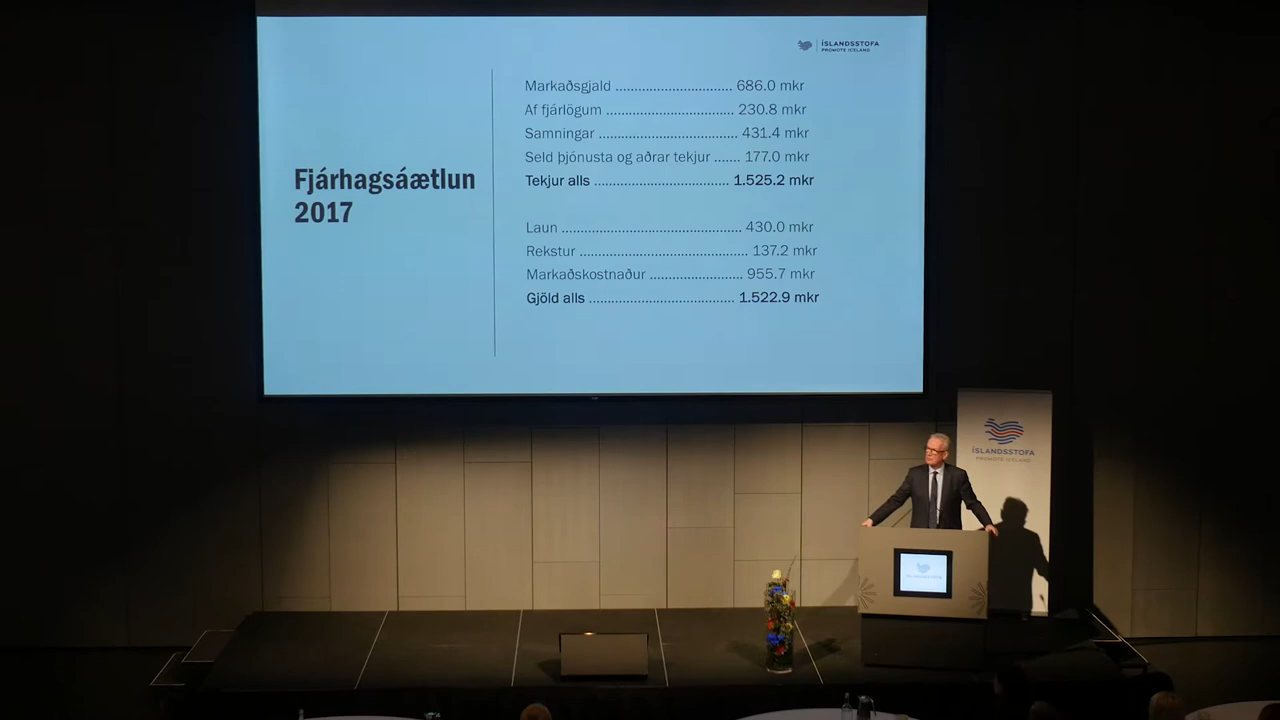 ÍSLANDSSTOFA
PROMOTE ICELAND
Fjárhagsáætlun
2017
Markaðsgjald .............................. 686.0 mkr
Af fjárlögum ................................. 230.8 mkr
Samningar .................................... 431.4 mkr
Seld þjónusta og aðrar tekjur ....... 177.0 mkr
Tekjur alls ................................... 1.525.2 mkr
Laun .............................................. 430.0 mkr
Rekstur ........................................... 137.2 mkr
Markaðskostnaður ........................ 955.7 mkr
Gjöld alls ..................................... 1.522.9 mkr
ÍSLANDSSTOFA
PROMOTE ICELAND